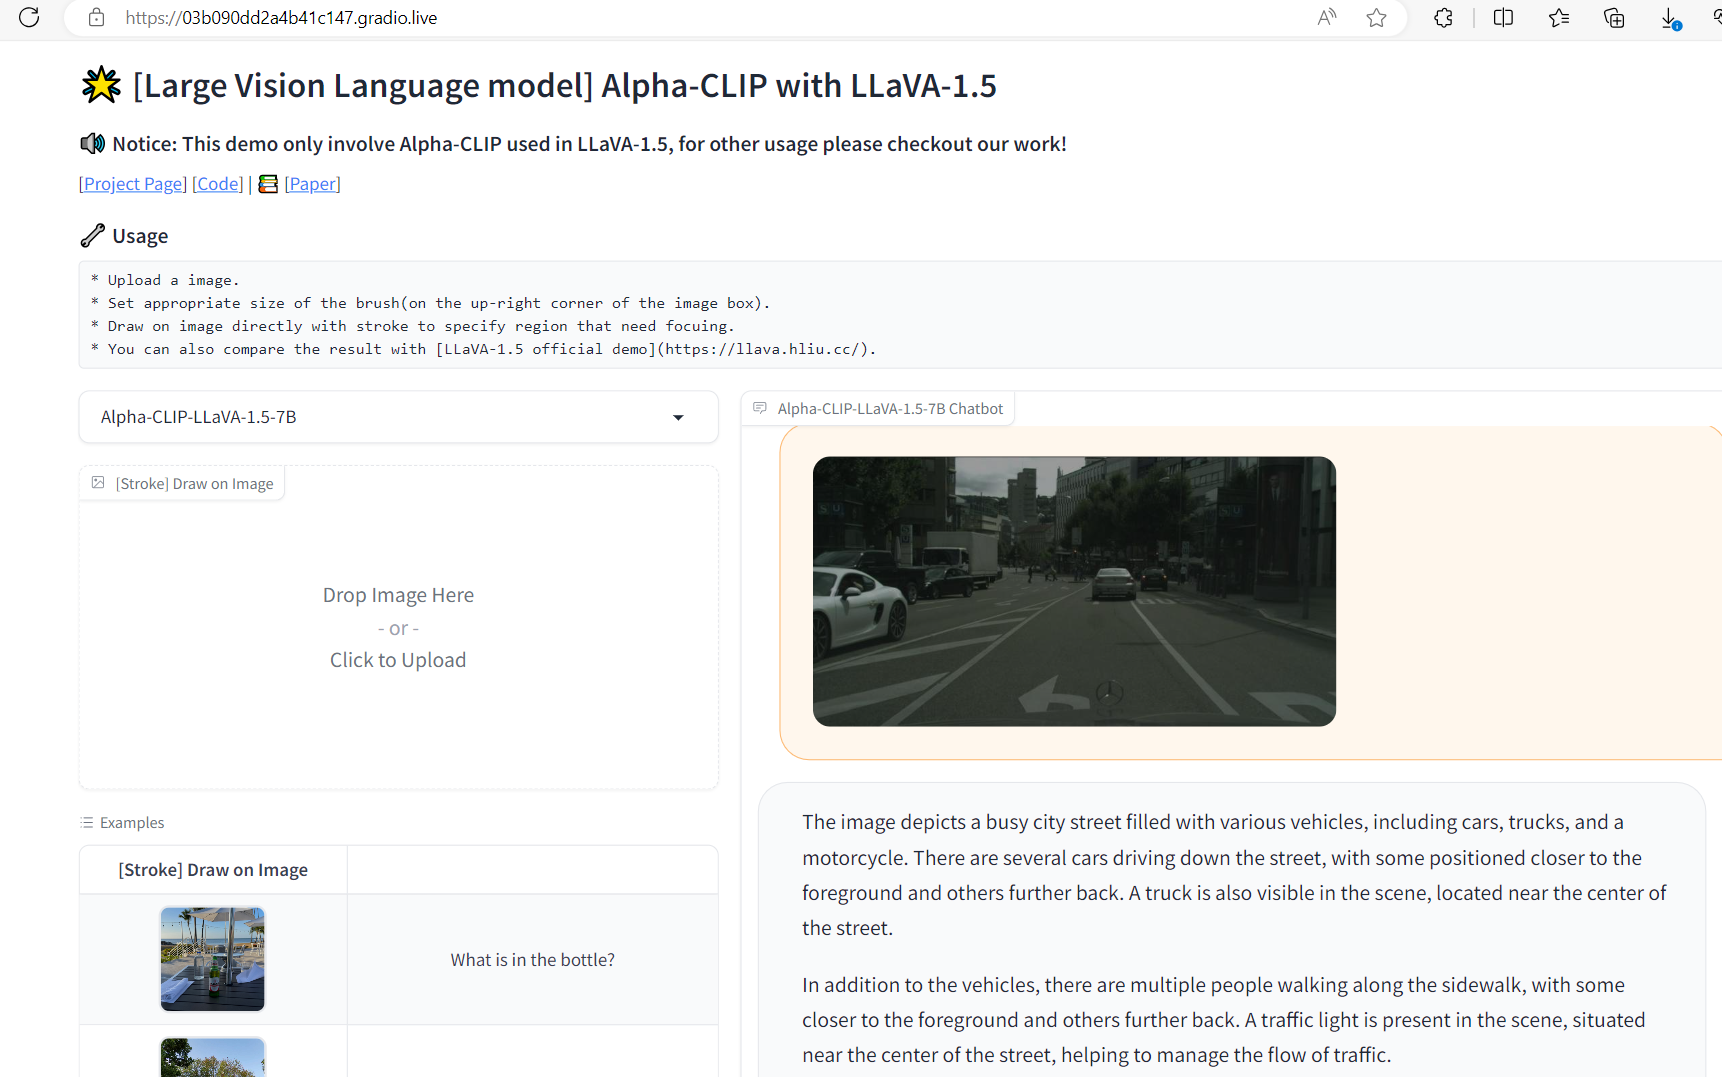 https://03b090dd2a4b41c147.gradio.live
[Large Vision Language model] Alpha-CLIP with LLaVA-1.5
Notice: This demo only involve Alpha-CLIP used in LLaVA-1.5, for other usage please checkout our work!
[Project Page] [Code] | [Paper]
Usage
* Upload a image.
* Set appropriate size of the brush(on the up-right corner of the image box).
* Draw on image directly with stroke to specify region that need focuing.
* You can also compare the result with [LLaVA-1.5 official demo](https://llava.hliu.cc/).
Alpha-CLIP-LLaVA-1.5-7B
[Stroke] Draw on Image
Drop Image Here
- or -
Click to Upload
Examples
[Stroke] Draw on Image
What is in the bottle?
Alpha-CLIP-LLaVA-1.5-7B Chatbot
The image depicts a busy city street filled with various vehicles, including cars, trucks, and a
motorcycle. There are several cars driving down the street, with some positioned closer to the
foreground and others further back. A truck is also visible in the scene, located near the center of
the street.
In addition to the vehicles, there are multiple people walking along the sidewalk, with some
closer to the foreground and others further back. A traffic light is present in the scene, situated
near the center of the street, helping to manage the flow of traffic.